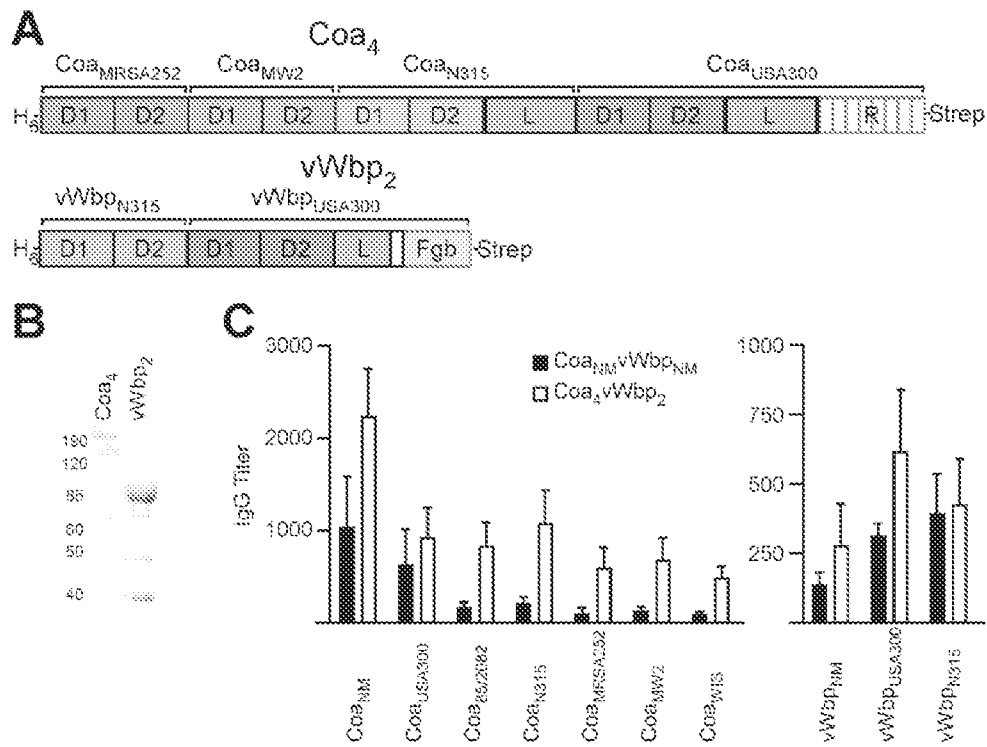 A
Coa4
CoaMRSA252 CoaMW2 CoaN315 CoaUSA300
H6 D1 D2 D1 D2 D1 D2 L D1 D2 L R Strep
vWbp2
vWbpN315 vWbpUSA300
H6 D1 D2 D1 D2 L Fgb Strep
B
Coa4 vWbp2
190
120
85
60
50
40
C
IgG Titer
3000
2000
1000
CoaNMvWbpNM
Coa4vWbp2
CoaNM CoaUSA300 Coa85/2082 CoaN315 CoaMRSA252 CoaMW2 CoaWIS
1000
750
500
250
vWbpNM vWbpUSA300 vWbpN315